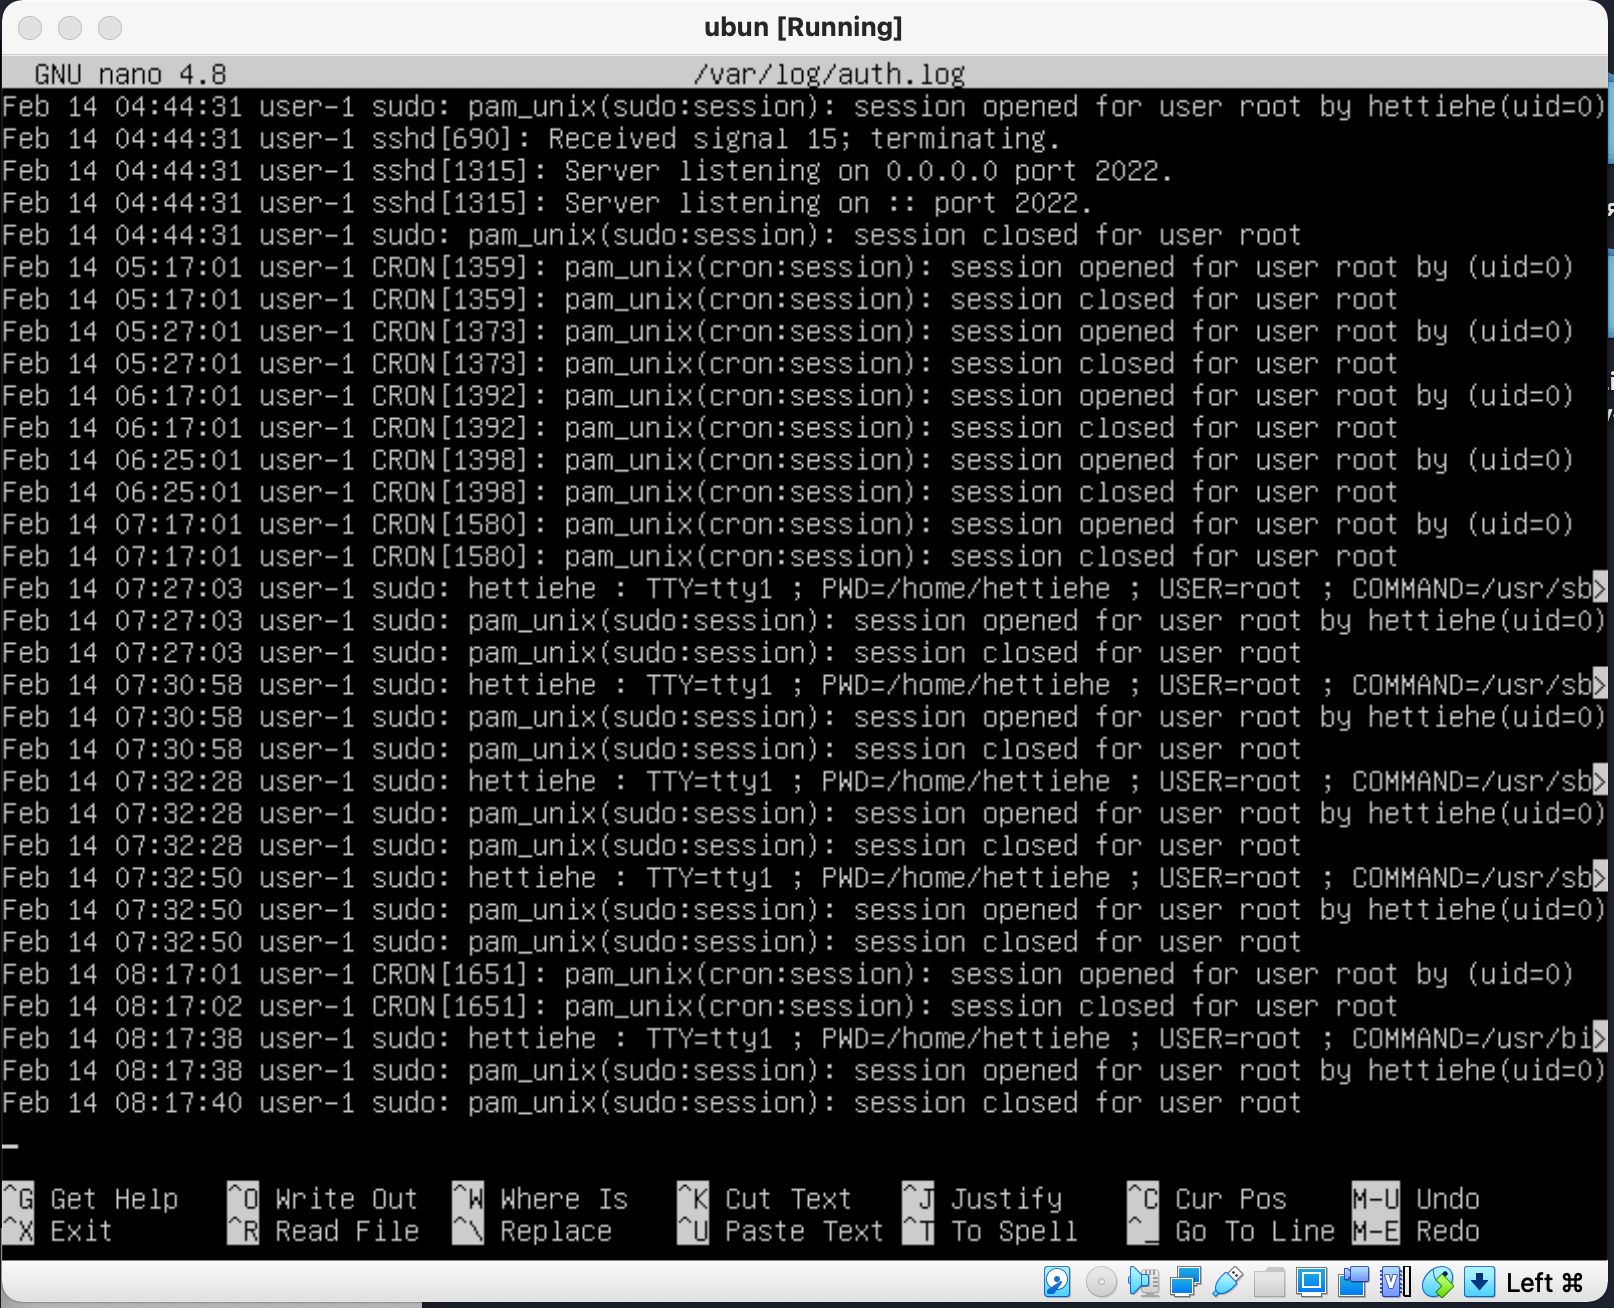 ubun [Running]
GNU nano 4.8 /var/log/auth.log
Feb 14 04:44:31 user-1 sudo: pam_unix(sudo:session): session opened for user root by hettiehe(uid=0)
Feb 14 04:44:31 user-1 sshd[690]: Received signal 15; terminating.
Feb 14 04:44:31 user-1 sshd[1315]: Server listening on 0.0.0.0 port 2022.
Feb 14 04:44:31 user-1 sshd[1315]: Server listening on :: port 2022.
Feb 14 04:44:31 user-1 sudo: pam_unix(sudo:session): session closed for user root
Feb 14 05:17:01 user-1 CRON[1359]: pam_unix(cron:session): session opened for user root by (uid=0)
Feb 14 05:17:01 user-1 CRON[1359]: pam_unix(cron:session): session closed for user root
Feb 14 05:27:01 user-1 CRON[1373]: pam_unix(cron:session): session opened for user root by (uid=0)
Feb 14 05:27:01 user-1 CRON[1373]: pam_unix(cron:session): session closed for user root
Feb 14 06:17:01 user-1 CRON[1392]: pam_unix(cron:session): session opened for user root by (uid=0)
Feb 14 06:17:01 user-1 CRON[1392]: pam_unix(cron:session): session closed for user root
Feb 14 06:25:01 user-1 CRON[1398]: pam_unix(cron:session): session opened for user root by (uid=0)
Feb 14 06:25:01 user-1 CRON[1398]: pam_unix(cron:session): session closed for user root
Feb 14 07:17:01 user-1 CRON[1580]: pam_unix(cron:session): session opened for user root by (uid=0)
Feb 14 07:17:01 user-1 CRON[1580]: pam_unix(cron:session): session closed for user root
Feb 14 07:27:03 user-1 sudo: hettiehe : TTY=tty1 ; PWD=/home/hettiehe ; USER=root ; COMMAND=/usr/sb>
Feb 14 07:27:03 user-1 sudo: pam_unix(sudo:session): session opened for user root by hettiehe(uid=0)
Feb 14 07:27:03 user-1 sudo: pam_unix(sudo:session): session closed for user root
Feb 14 07:30:58 user-1 sudo: hettiehe : TTY=tty1 ; PWD=/home/hettiehe ; USER=root ; COMMAND=/usr/sb>
Feb 14 07:30:58 user-1 sudo: pam_unix(sudo:session): session opened for user root by hettiehe(uid=0)
Feb 14 07:30:58 user-1 sudo: pam_unix(sudo:session): session closed for user root
Feb 14 07:32:28 user-1 sudo: hettiehe : TTY=tty1 ; PWD=/home/hettiehe ; USER=root ; COMMAND=/usr/sb>
Feb 14 07:32:28 user-1 sudo: pam_unix(sudo:session): session opened for user root by hettiehe(uid=0)
Feb 14 07:32:28 user-1 sudo: pam_unix(sudo:session): session closed for user root
Feb 14 07:32:50 user-1 sudo: hettiehe : TTY=tty1 ; PWD=/home/hettiehe ; USER=root ; COMMAND=/usr/sb>
Feb 14 07:32:50 user-1 sudo: pam_unix(sudo:session): session opened for user root by hettiehe(uid=0)
Feb 14 07:32:50 user-1 sudo: pam_unix(sudo:session): session closed for user root
Feb 14 08:17:01 user-1 CRON[1651]: pam_unix(cron:session): session opened for user root by (uid=0)
Feb 14 08:17:02 user-1 CRON[1651]: pam_unix(cron:session): session closed for user root
Feb 14 08:17:38 user-1 sudo: hettiehe : TTY=tty1 ; PWD=/home/hettiehe ; USER=root ; COMMAND=/usr/bi>
Feb 14 08:17:38 user-1 sudo: pam_unix(sudo:session): session opened for user root by hettiehe(uid=0)
Feb 14 08:17:40 user-1 sudo: pam_unix(sudo:session): session closed for user root
^G Get Help ^O Write Out ^W Where Is ^K Cut Text ^J Justify ^C Cur Pos M-U Undo
^X Exit ^R Read File ^\ Replace ^U Paste Text ^T To Spell ^_ Go To Line M-E Redo
Left ⌘